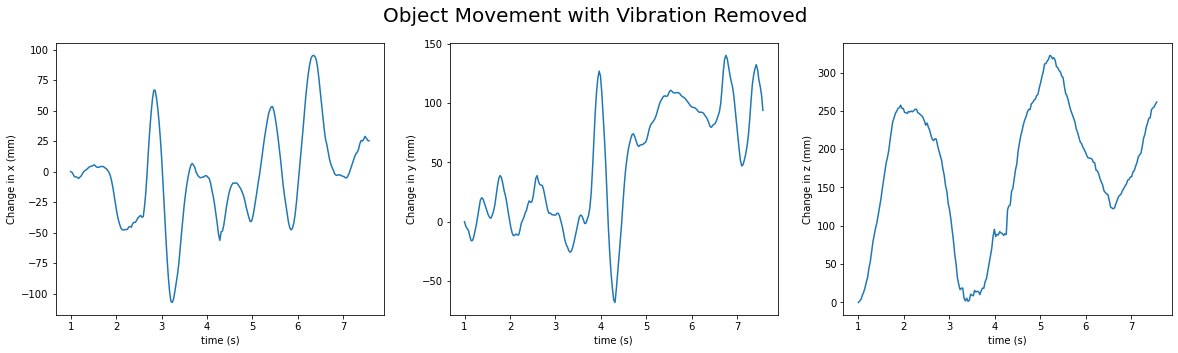 Object Movement with Vibration Removed
Change in x (mm)
100
75
50
25
0
−25
−50
−75
−100
1 2 3 4 5 6 7
time (s)
Change in y (mm)
150
100
50
0
−50
1 2 3 4 5 6 7
time (s)
Change in z (mm)
300
250
200
150
100
50
0
1 2 3 4 5 6 7
time (s)